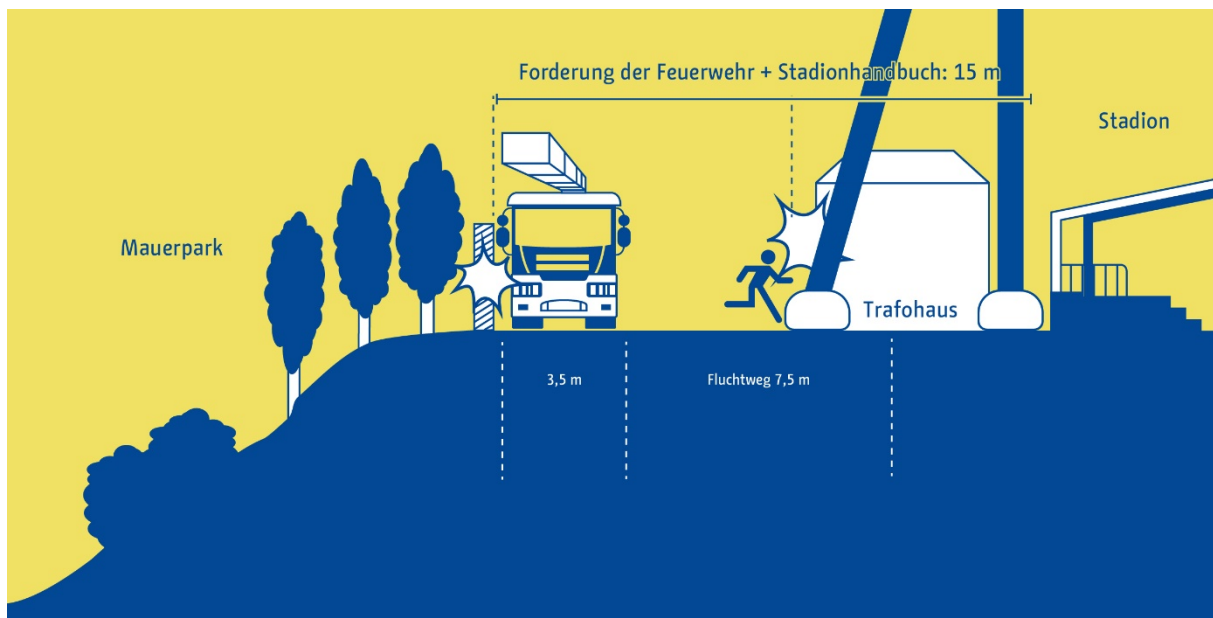 Forderung der Feuerwehr + Stadionhandbuch: 15 m
Stadion
Mauerpark
Trafohaus
3,5 m
Fluchtweg 7,5 m